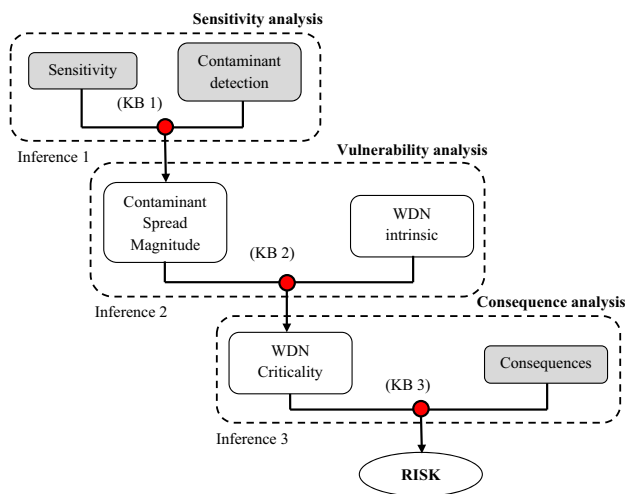 Sensitivity analysis
Sensitivity
Contaminant
detection
(KB 1)
Inference 1
Vulnerability analysis
Contaminant
Spread
Magnitude
WDN
intrinsic
(KB 2)
Inference 2
Consequence analysis
WDN
Criticality
Consequences
(KB 3)
Inference 3
RISK